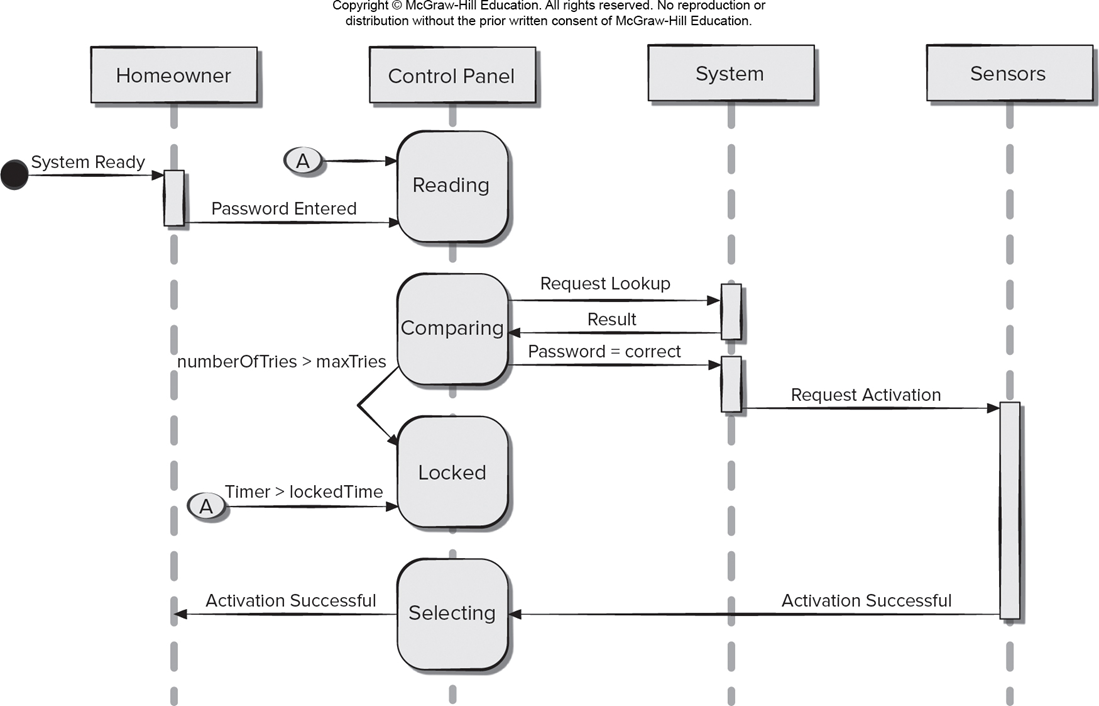 Copyright © McGraw-Hill Education. All rights reserved. No reproduction or
distribution without the prior written consent of McGraw-Hill Education.
Homeowner
Control Panel
System
Sensors
System Ready
A
Reading
Password Entered
Request Lookup
Comparing
Result
Password = correct
numberOfTries > maxTries
Request Activation
Locked
A
Timer > lockedTime
Activation Successful
Selecting
Activation Successful